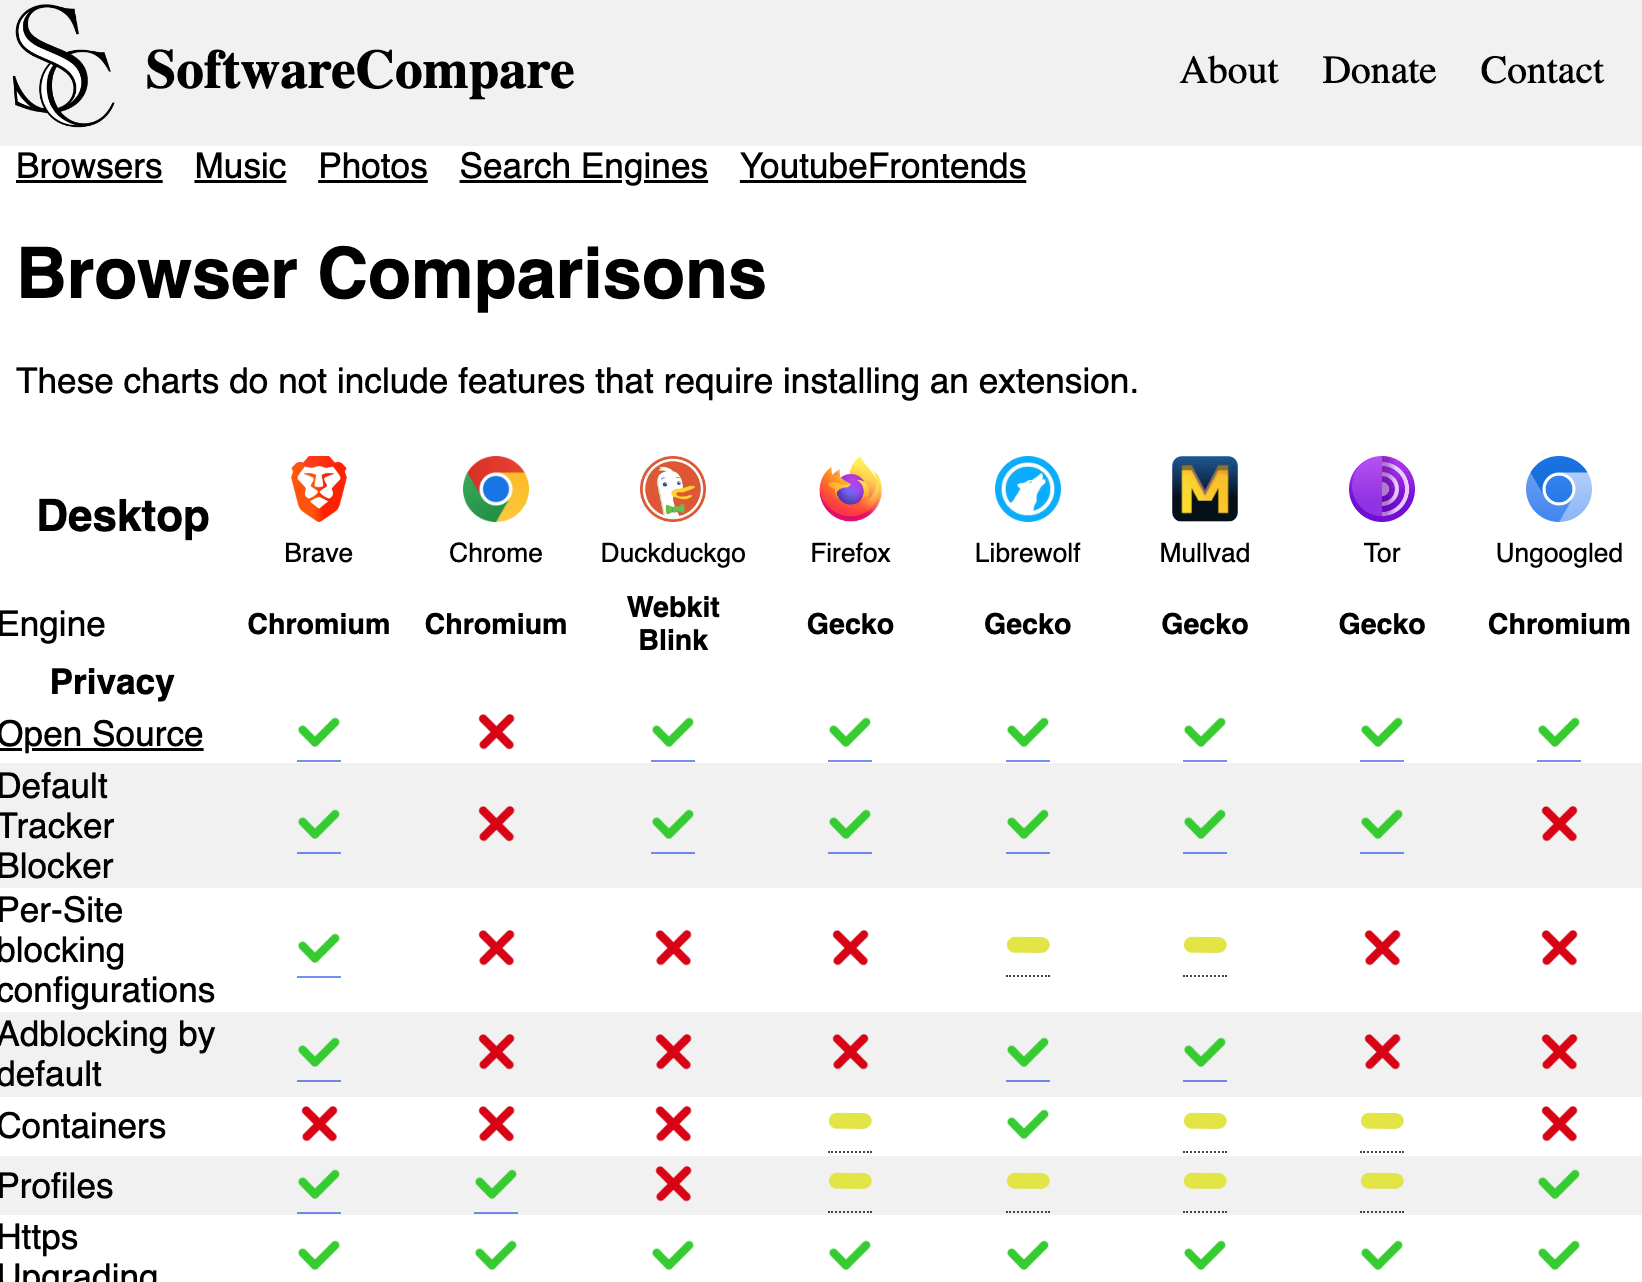 SC
SoftwareCompare
About Donate Contact
Browsers Music Photos Search Engines YoutubeFrontends
Browser Comparisons
These charts do not include features that require installing an extension.
Desktop
Brave Chrome Duckduckgo Firefox Librewolf Mullvad Tor Ungoogled
Engine Chromium Chromium Webkit Blink Gecko Gecko Gecko Gecko Chromium
Privacy
Open Source
Default
Tracker
Blocker
Per-Site
blocking
configurations
Adblocking by
default
Containers
Profiles
Https
Upgrading